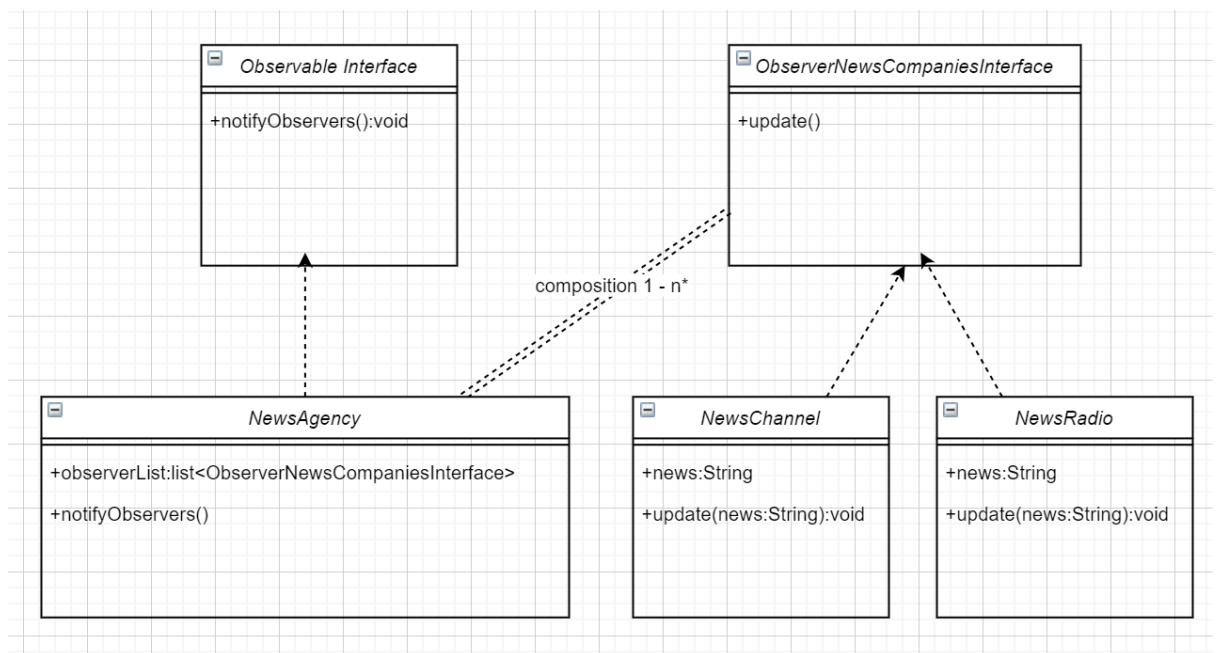 Observable Interface
+notifyObservers():void
ObserverNewsCompaniesInterface
+update()
composition 1 - n*
NewsAgency
+observerList:list<ObserverNewsCompaniesInterface>
+notifyObservers()
NewsChannel
+news:String
+update(news:String):void
NewsRadio
+news:String
+update(news:String):void